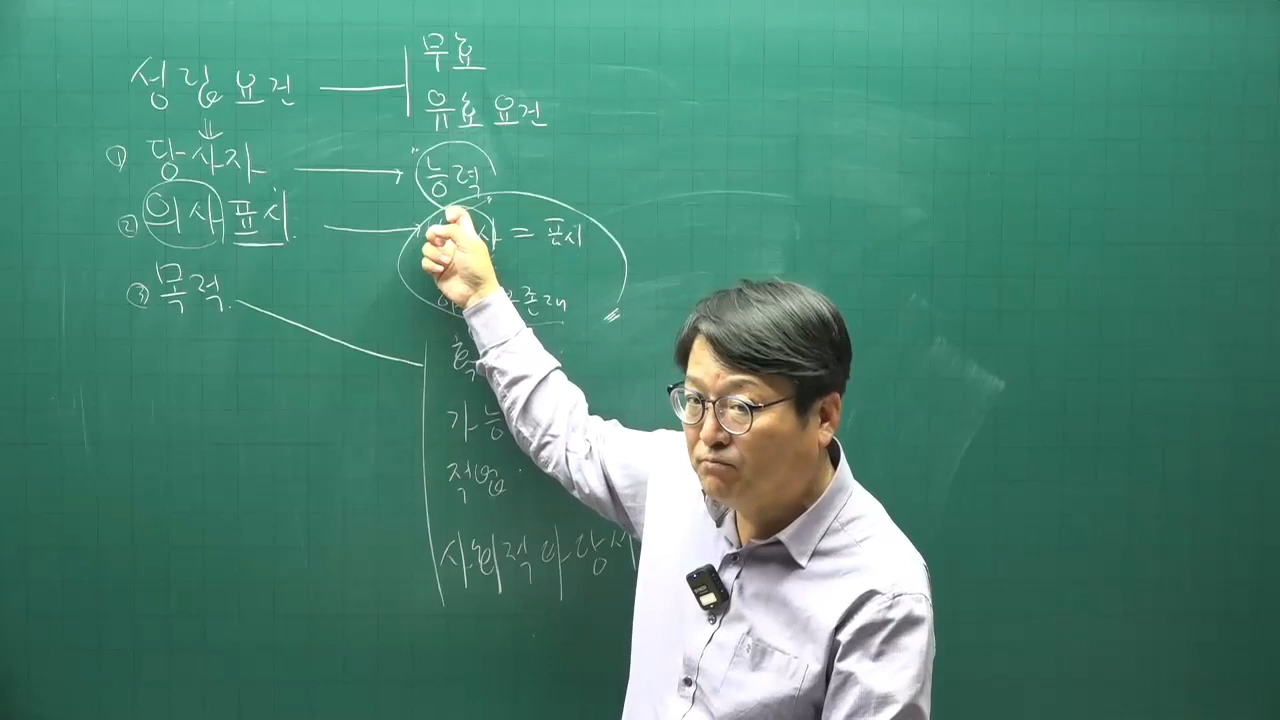 성립 요건
무효
유효 요건
① 당사자
능력
② 의사표시
사 = 표시
③ 목적
존재
확
가능
적법
사회적 타당성